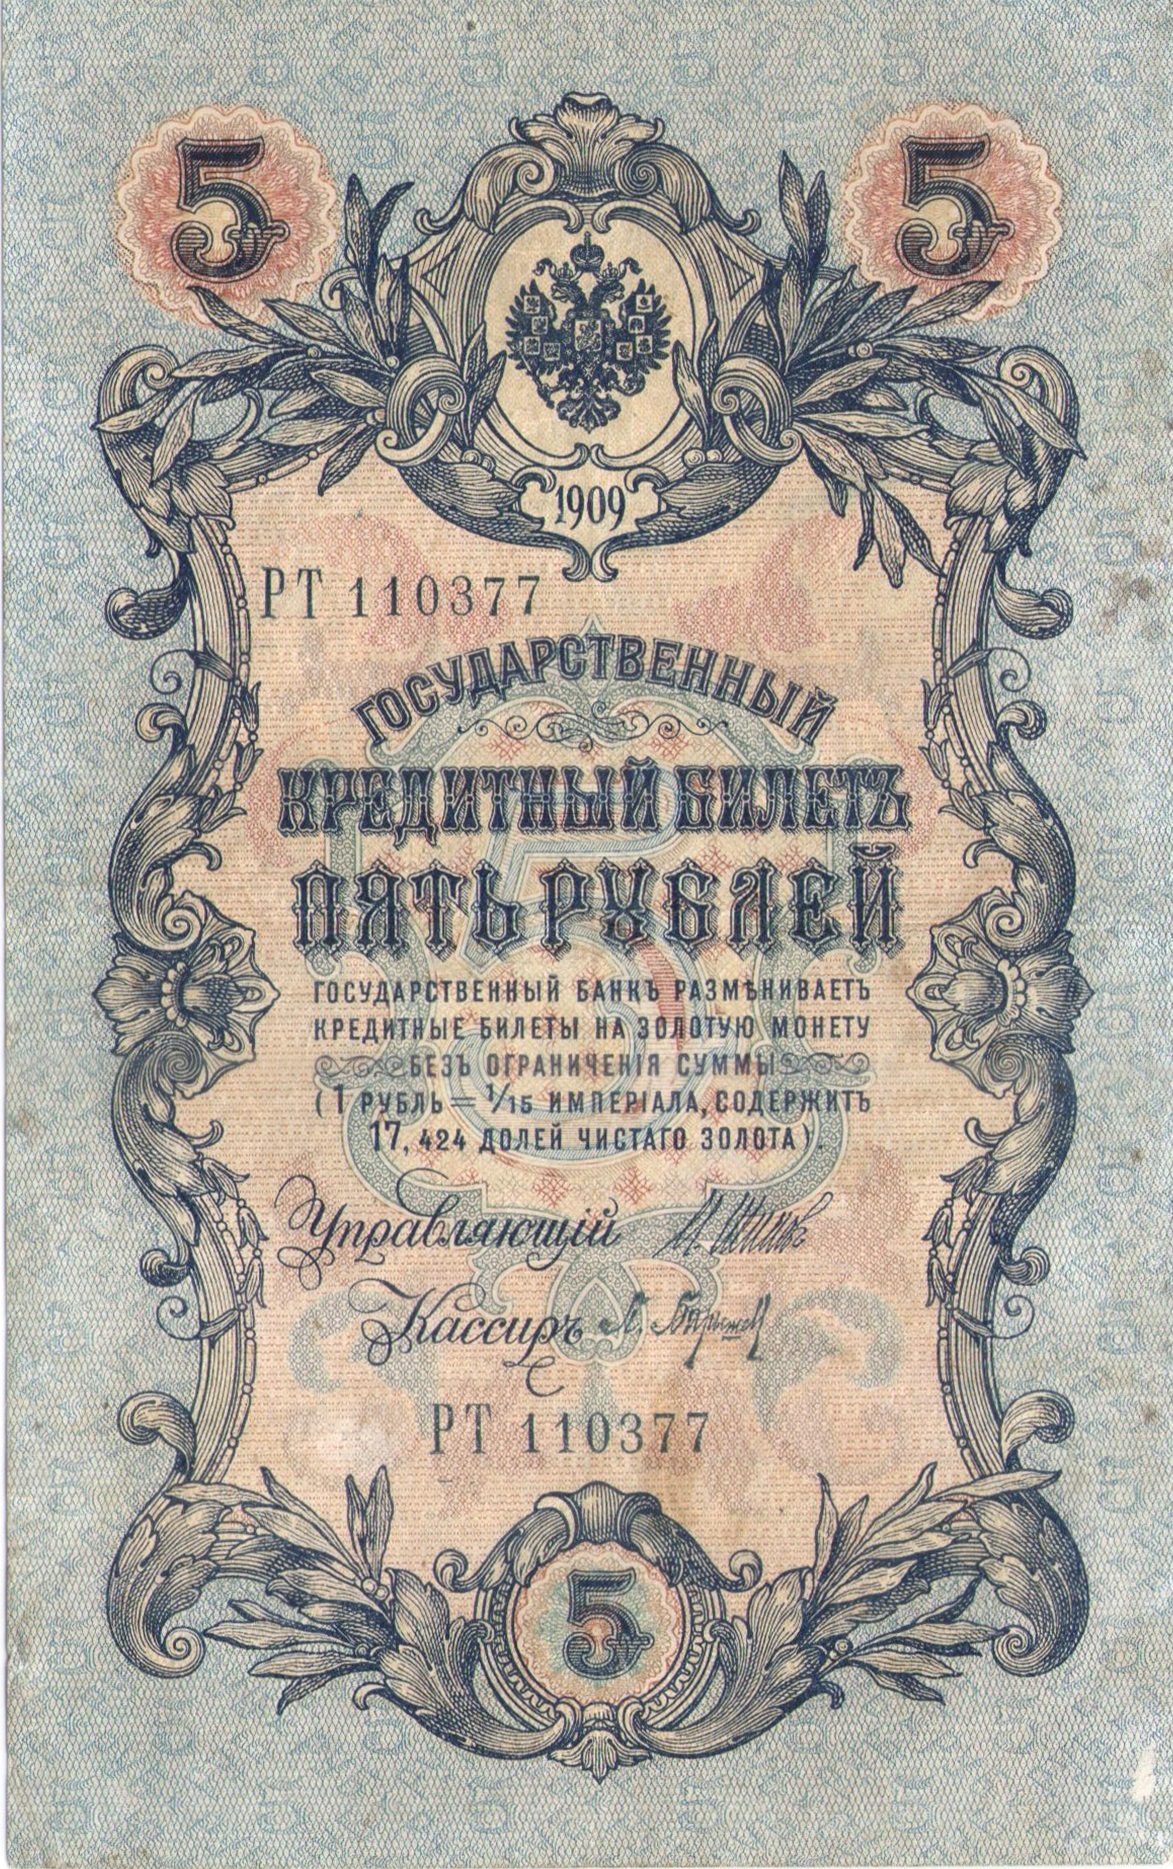 5 5
1909
РТ 110377
ГОСУДАРСТВЕННЫЙ
КРЕДИТНЫЙ БИЛЕТЪ
ПЯТЬ РУБЛЕЙ
ГОСУДАРСТВЕННЫЙ БАНКЪ РАЗМѢНИВАЕТЪ
КРЕДИТНЫЕ БИЛЕТЫ НА ЗОЛОТУЮ МОНЕТУ
БЕЗЪ ОГРАНИЧЕНІЯ СУММЫ
(1 РУБЛЬ = 1/15 ИМПЕРІАЛА, СОДЕРЖИТЪ
17,424 ДОЛЕЙ ЧИСТАГО ЗОЛОТА).
Управляющій И. Шиповъ
Кассиръ
РТ 110377
5